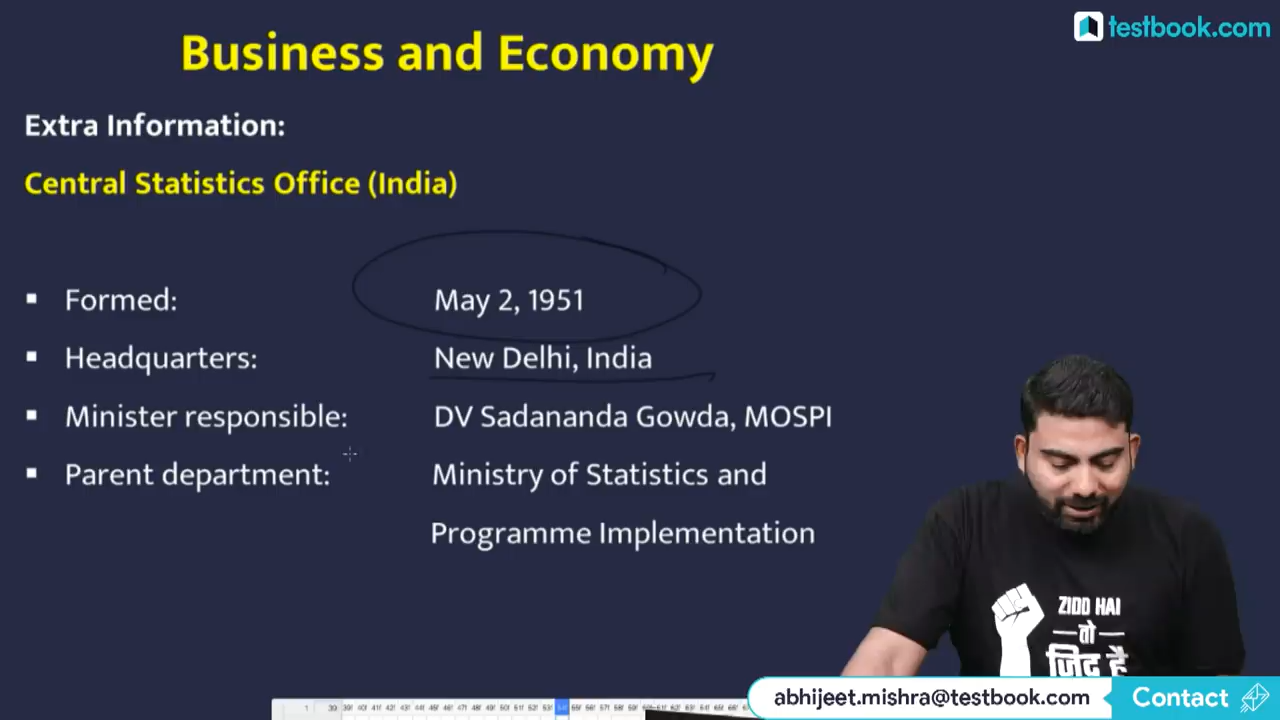 testbook.com
Business and Economy
Extra Information:
Central Statistics Office (India)
▪ Formed: May 2, 1951
▪ Headquarters: New Delhi, India
▪ Minister responsible: DV Sadananda Gowda, MOSPI
▪ Parent department: Ministry of Statistics and
Programme Implementation
ZIDD HAI
तो
ज़िद है
abhijeet.mishra@testbook.com Contact